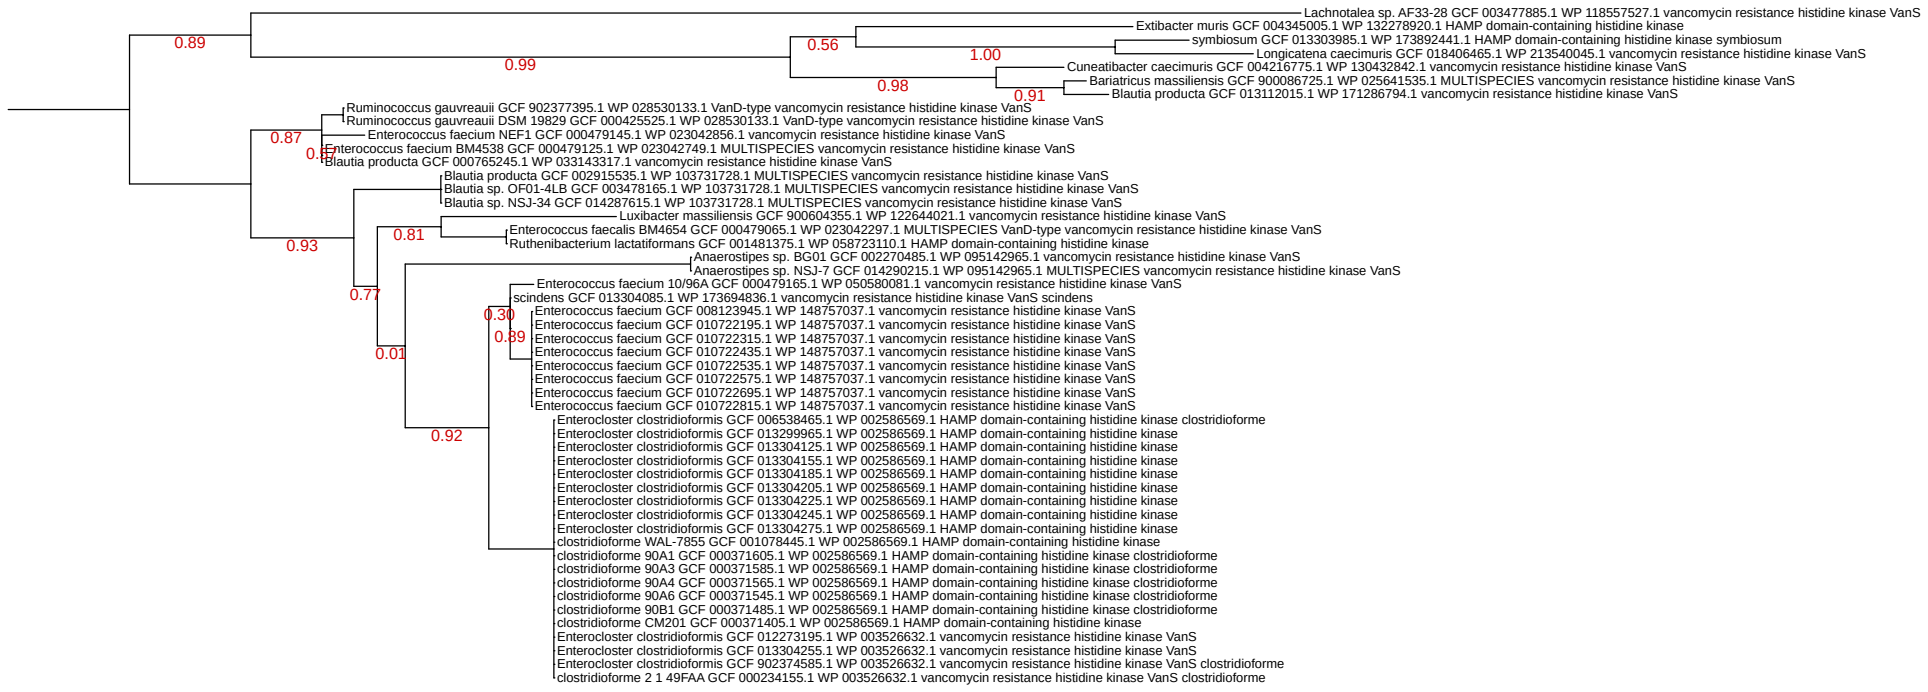 Lachnotalea sp. AF33-28 GCF 003477885.1 WP 118557527.1 vancomycin resistance histidine kinase VanS
Extibacter muris GCF 004345005.1 WP 132278920.1 HAMP domain-containing histidine kinase
0.89
0.56
symbiosum GCF 013303985.1 WP 173892441.1 HAMP domain-containing histidine kinase symbiosum
1.00
Longicatena caecimuris GCF 018406465.1 WP 213540045.1 vancomycin resistance histidine kinase VanS
0.99
Cuneatibacter caecimuris GCF 004216775.1 WP 130432842.1 vancomycin resistance histidine kinase VanS
0.98
Bariatricus massiliensis GCF 900086725.1 WP 025641535.1 MULTISPECIES vancomycin resistance histidine kinase VanS
0.91
Blautia producta GCF 013112015.1 WP 171286794.1 vancomycin resistance histidine kinase VanS
Ruminococcus gauvreauii GCF 902377395.1 WP 028530133.1 VanD-type vancomycin resistance histidine kinase VanS
Ruminococcus gauvreauii DSM 19829 GCF 000425525.1 WP 028530133.1 VanD-type vancomycin resistance histidine kinase VanS
0.87
Enterococcus faecium NEF1 GCF 000479145.1 WP 023042856.1 vancomycin resistance histidine kinase VanS
Enterococcus faecium BM4538 GCF 000479125.1 WP 023042749.1 MULTISPECIES vancomycin resistance histidine kinase VanS
Blautia producta GCF 000765245.1 WP 033143317.1 vancomycin resistance histidine kinase VanS
Blautia producta GCF 002915535.1 WP 103731728.1 MULTISPECIES vancomycin resistance histidine kinase VanS
Blautia sp. OF01-4LB GCF 003478165.1 WP 103731728.1 MULTISPECIES vancomycin resistance histidine kinase VanS
Blautia sp. NSJ-34 GCF 014287615.1 WP 103731728.1 MULTISPECIES vancomycin resistance histidine kinase VanS
Luxibacter massiliensis GCF 900604355.1 WP 122644021.1 vancomycin resistance histidine kinase VanS
0.81
Enterococcus faecalis BM4654 GCF 000479065.1 WP 023042297.1 MULTISPECIES VanD-type vancomycin resistance histidine kinase VanS
0.93
Ruthenibacterium lactatiformans GCF 001481375.1 WP 058723110.1 HAMP domain-containing histidine kinase
Anaerostipes sp. BG01 GCF 002270485.1 WP 095142965.1 vancomycin resistance histidine kinase VanS
Anaerostipes sp. NSJ-7 GCF 014290215.1 WP 095142965.1 MULTISPECIES vancomycin resistance histidine kinase VanS
Enterococcus faecium 10/96A GCF 000479165.1 WP 050580081.1 vancomycin resistance histidine kinase VanS
0.77
scindens GCF 013304085.1 WP 173694836.1 vancomycin resistance histidine kinase VanS scindens
0.30
Enterococcus faecium GCF 008123945.1 WP 148757037.1 vancomycin resistance histidine kinase VanS
Enterococcus faecium GCF 010722195.1 WP 148757037.1 vancomycin resistance histidine kinase VanS
0.89
Enterococcus faecium GCF 010722315.1 WP 148757037.1 vancomycin resistance histidine kinase VanS
0.01
Enterococcus faecium GCF 010722435.1 WP 148757037.1 vancomycin resistance histidine kinase VanS
Enterococcus faecium GCF 010722535.1 WP 148757037.1 vancomycin resistance histidine kinase VanS
Enterococcus faecium GCF 010722575.1 WP 148757037.1 vancomycin resistance histidine kinase VanS
Enterococcus faecium GCF 010722695.1 WP 148757037.1 vancomycin resistance histidine kinase VanS
Enterococcus faecium GCF 010722815.1 WP 148757037.1 vancomycin resistance histidine kinase VanS
Enterocloster clostridioformis GCF 006538465.1 WP 002586569.1 HAMP domain-containing histidine kinase clostridioforme
0.92
Enterocloster clostridioformis GCF 013299965.1 WP 002586569.1 HAMP domain-containing histidine kinase
Enterocloster clostridioformis GCF 013304125.1 WP 002586569.1 HAMP domain-containing histidine kinase
Enterocloster clostridioformis GCF 013304155.1 WP 002586569.1 HAMP domain-containing histidine kinase
Enterocloster clostridioformis GCF 013304185.1 WP 002586569.1 HAMP domain-containing histidine kinase
Enterocloster clostridioformis GCF 013304205.1 WP 002586569.1 HAMP domain-containing histidine kinase
Enterocloster clostridioformis GCF 013304225.1 WP 002586569.1 HAMP domain-containing histidine kinase
Enterocloster clostridioformis GCF 013304245.1 WP 002586569.1 HAMP domain-containing histidine kinase
Enterocloster clostridioformis GCF 013304275.1 WP 002586569.1 HAMP domain-containing histidine kinase
clostridioforme WAL-7855 GCF 001078445.1 WP 002586569.1 HAMP domain-containing histidine kinase
clostridioforme 90A1 GCF 000371605.1 WP 002586569.1 HAMP domain-containing histidine kinase clostridioforme
clostridioforme 90A3 GCF 000371585.1 WP 002586569.1 HAMP domain-containing histidine kinase clostridioforme
clostridioforme 90A4 GCF 000371565.1 WP 002586569.1 HAMP domain-containing histidine kinase clostridioforme
clostridioforme 90A6 GCF 000371545.1 WP 002586569.1 HAMP domain-containing histidine kinase clostridioforme
clostridioforme 90B1 GCF 000371485.1 WP 002586569.1 HAMP domain-containing histidine kinase clostridioforme
clostridioforme CM201 GCF 000371405.1 WP 002586569.1 HAMP domain-containing histidine kinase
Enterocloster clostridioformis GCF 012273195.1 WP 003526632.1 vancomycin resistance histidine kinase VanS
Enterocloster clostridioformis GCF 013304255.1 WP 003526632.1 vancomycin resistance histidine kinase VanS
Enterocloster clostridioformis GCF 902374585.1 WP 003526632.1 vancomycin resistance histidine kinase VanS clostridioforme
clostridioforme 2 1 49FAA GCF 000234155.1 WP 003526632.1 vancomycin resistance histidine kinase VanS clostridioforme